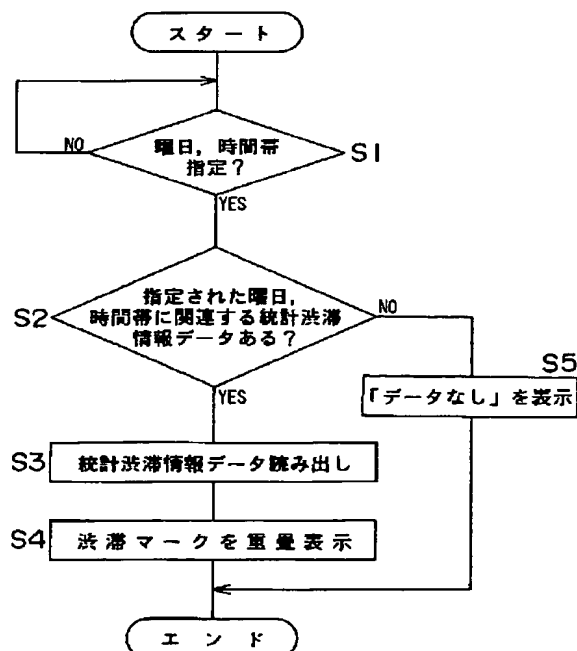 スタート
NO
曜日，時間帯
指定？
S1
YES
S2
指定された曜日，
時間帯に関連する統計渋滞
情報データある？
NO
YES
S5
「データなし」を表示
S3
統計渋滞情報データ読み出し
S4
渋滞マークを重畳表示
エンド